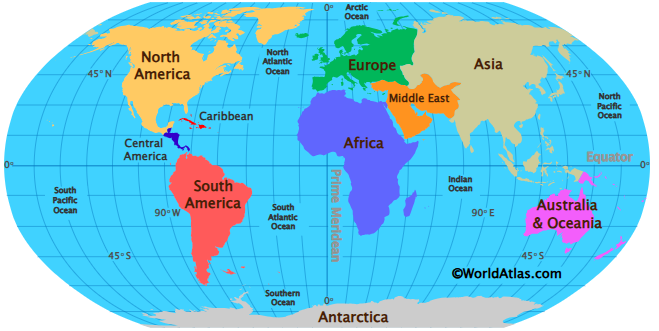 0°
Arctic
Ocean
North
America
North
Atlantic
Ocean
Europe
Asia
45°N
45°N
Middle East
North
Pacific
Ocean
Caribbean
Central
America
Africa
0°
Equator
0°
South
Pacific
Ocean
South
America
90°W
South
Atlantic
Ocean
Prime Meridean
Indian
Ocean
90°E
Australia
& Oceania
45°S
45°S
©WorldAtlas.com
Southern
Ocean
0°
Antarctica